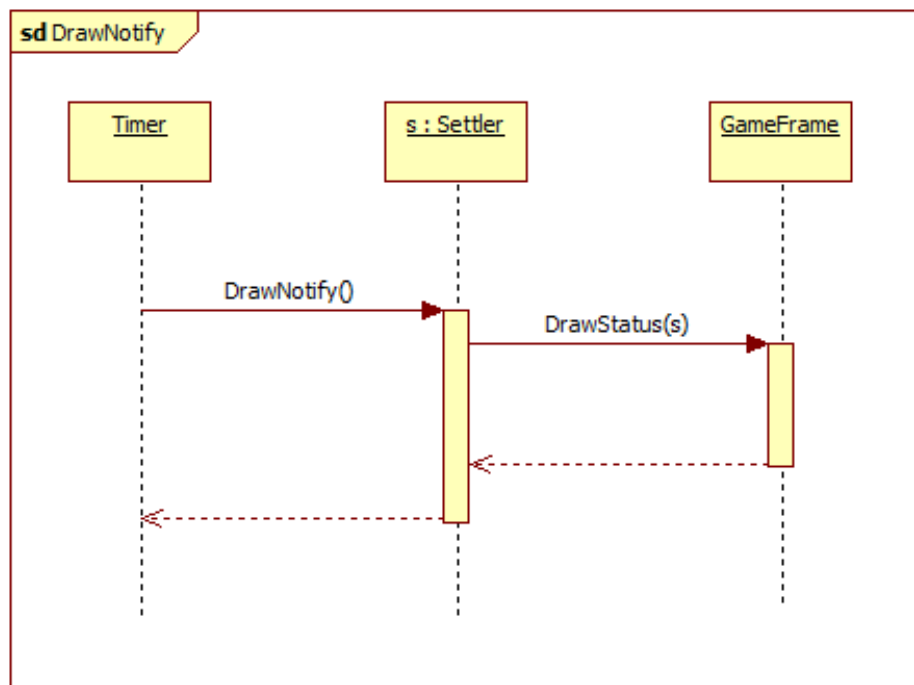 sd DrawNotify
Timer
s : Settler
GameFrame
DrawNotify()
DrawStatus(s)